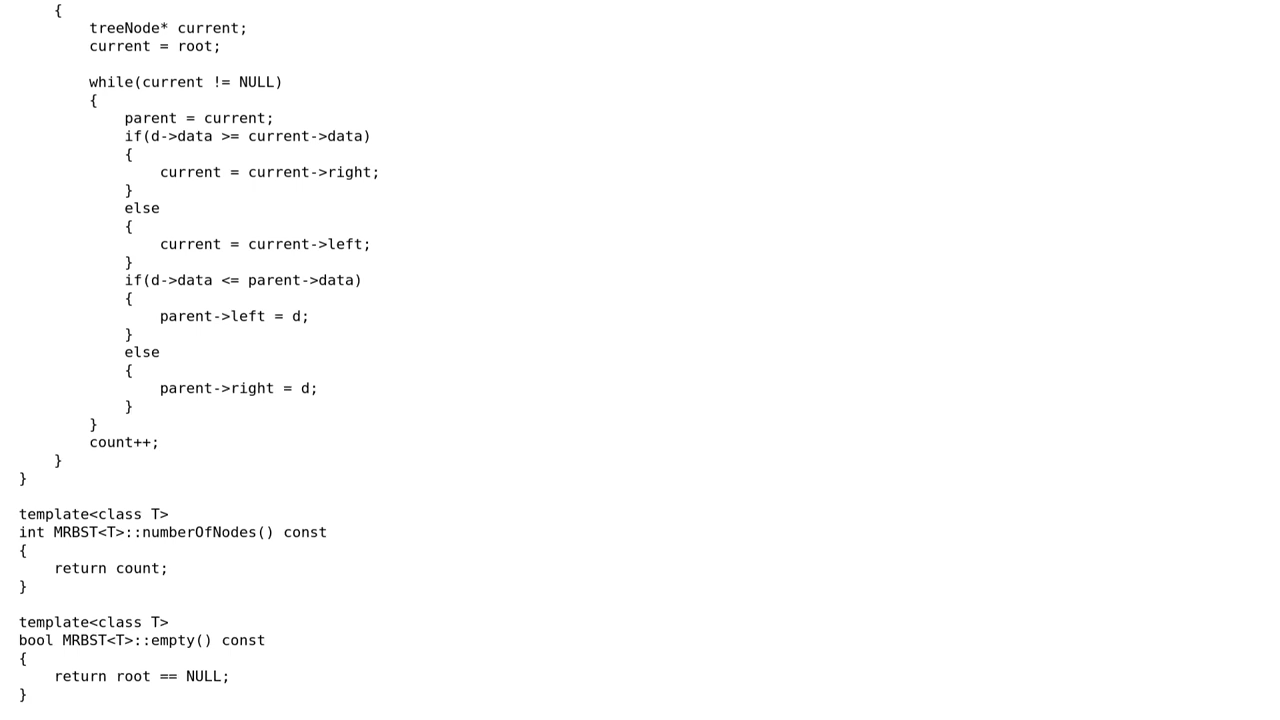 {
treeNode* current;
current = root;
while(current != NULL)
{
parent = current;
if(d->data >= current->data)
{
current = current->right;
}
else
{
current = current->left;
}
if(d->data <= parent->data)
{
parent->left = d;
}
else
{
parent->right = d;
}
}
count++;
}
}
template<class T>
int MRBST<T>::numberOfNodes() const
{
return count;
}
template<class T>
bool MRBST<T>::empty() const
{
return root == NULL;
}